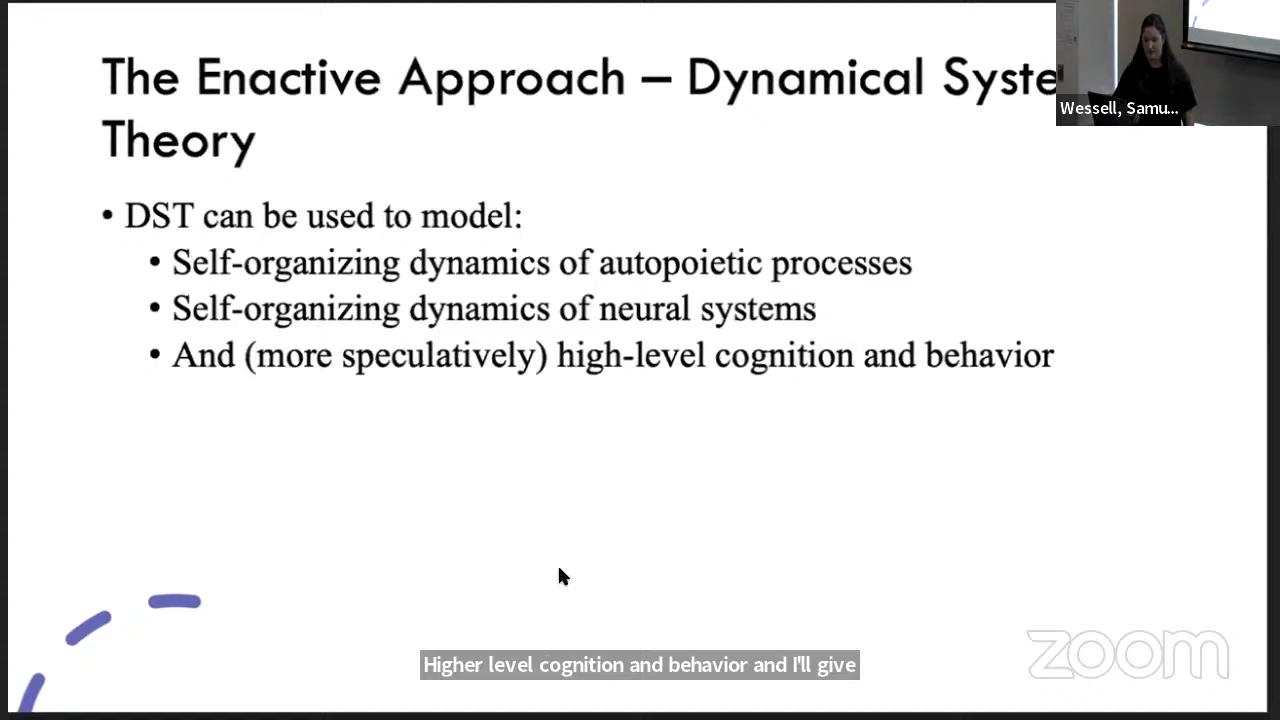 The Enactive Approach – Dynamical Syste
Theory
• DST can be used to model:
• Self-organizing dynamics of autopoietic processes
• Self-organizing dynamics of neural systems
• And (more speculatively) high-level cognition and behavior
Wessell, Samu...
Higher level cognition and behavior and I'll give
zoom